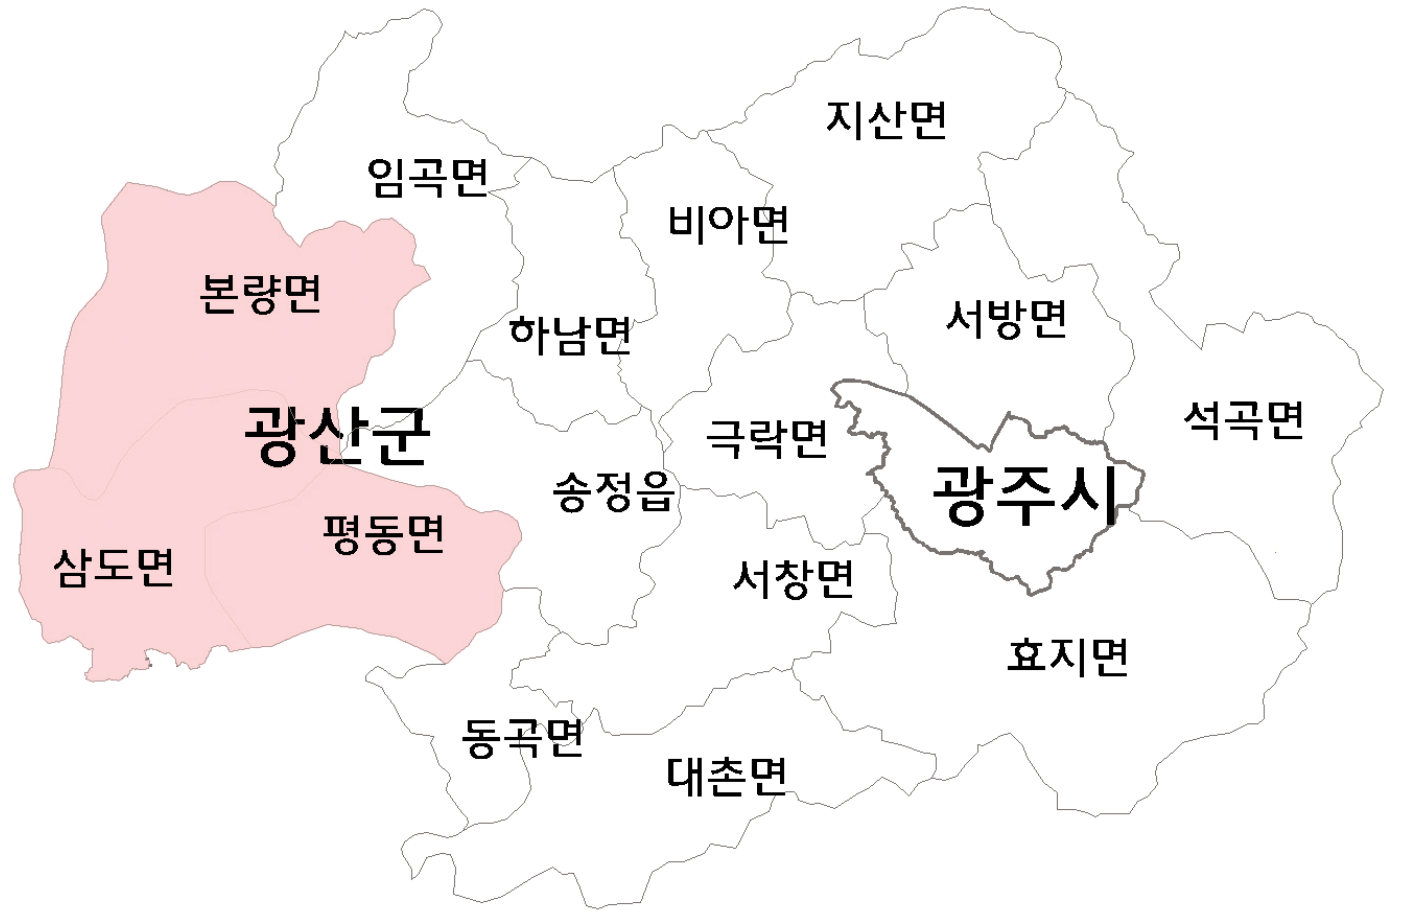 지산면
임곡면
비아면
본량면
하남면
서방면
광산군
극락면
석곡면
송정읍
광주시
평동면
삼도면
서창면
효지면
동곡면
대촌면